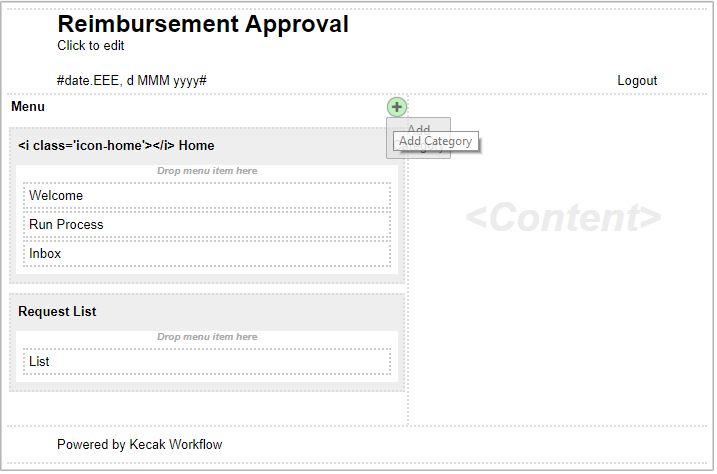 Reimbursement Approval
Click to edit
#date.EEE, d MMM yyyy#
Logout
Menu
Add
Add Category
<i class='icon-home'></i> Home
Drop menu item here
Welcome
Run Process
Inbox
<Content>
Request List
Drop menu item here
List
Powered by Kecak Workflow